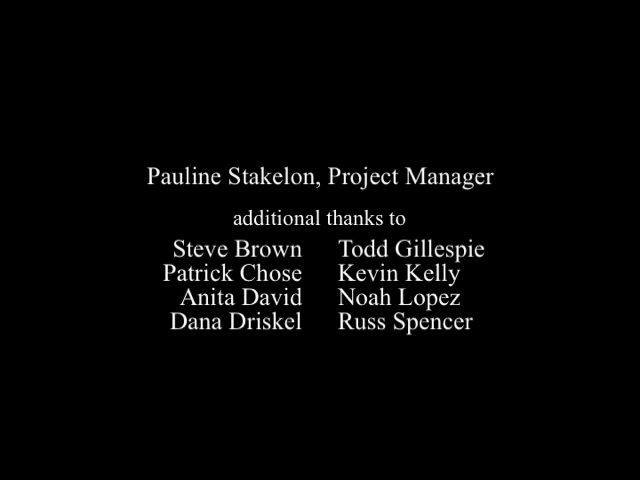 Pauline Stakelon, Project Manager
additional thanks to
Steve Brown Todd Gillespie
Patrick Chose Kevin Kelly
Anita David Noah Lopez
Dana Driskel Russ Spencer